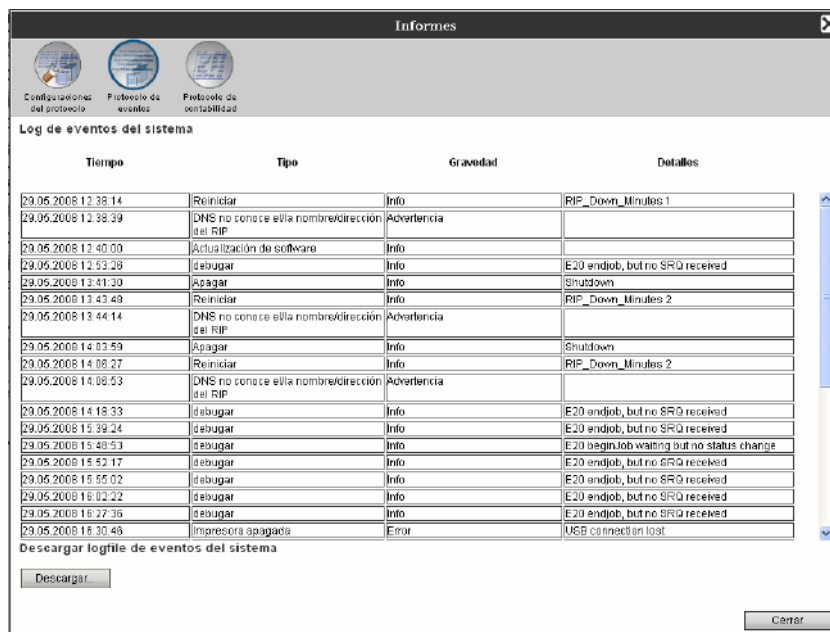 Informes
Configuraciones del protocolo
Protocolo de eventos
Protocolo de contabilidad
Log de eventos del sistema
Tiempo Tipo Gravedad Detalles
29.05.2008 12:38:14 Reiniciar Info RIP_Down_Minutes 1
29.05.2008 12:38:39 DNS no conoce el/la nombre/dirección del RIP Advertencia
29.05.2008 12:40:00 Actualización de software Info
29.05.2008 12:53:26 debugar Info E20 endjob, but no SRQ received
29.05.2008 13:41:30 Apagar Info Shutdown
29.05.2008 13:43:48 Reiniciar Info RIP_Down_Minutes 2
29.05.2008 13:44:14 DNS no conoce el/la nombre/dirección del RIP Advertencia
29.05.2008 14:03:59 Apagar Info Shutdown
29.05.2008 14:06:27 Reiniciar Info RIP_Down_Minutes 2
29.05.2008 14:06:53 DNS no conoce el/la nombre/dirección del RIP Advertencia
29.05.2008 14:18:33 debugar Info E20 endjob, but no SRQ received
29.05.2008 15:39:24 debugar Info E20 endjob, but no SRQ received
29.05.2008 15:48:53 debugar Info E20 beginJob waiting but no status change
29.05.2008 15:52:17 debugar Info E20 endjob, but no SRQ received
29.05.2008 15:55:02 debugar Info E20 endjob, but no SRQ received
29.05.2008 16:03:22 debugar Info E20 endjob, but no SRQ received
29.05.2008 16:27:36 debugar Info E20 endjob, but no SRQ received
29.05.2008 16:30:46 Impresora apagada Error USB connection lost
Descargar logfile de eventos del sistema
Descargar...
Cerrar